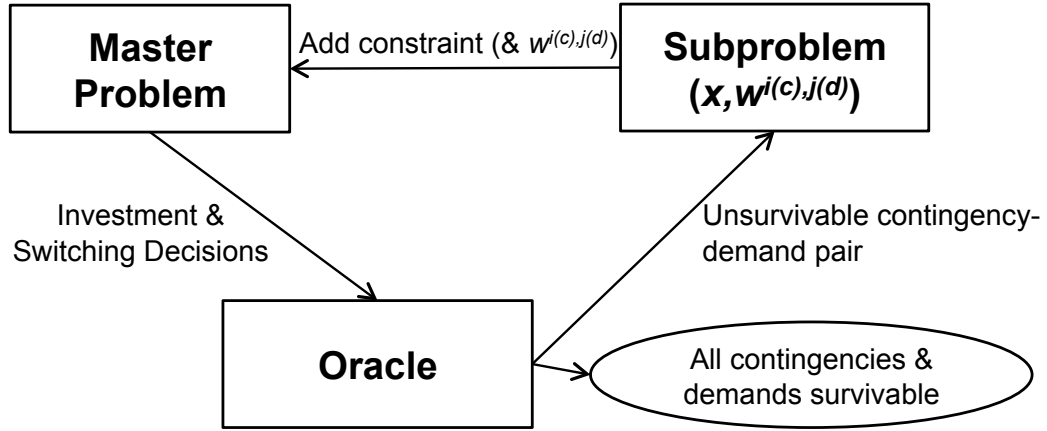 Master
Problem
Add constraint (& w^{i(c),j(d)})
Subproblem
(x,w^{i(c),j(d)})
Investment &
Switching Decisions
Unsurvivable contingency-
demand pair
Oracle
All contingencies &
demands survivable